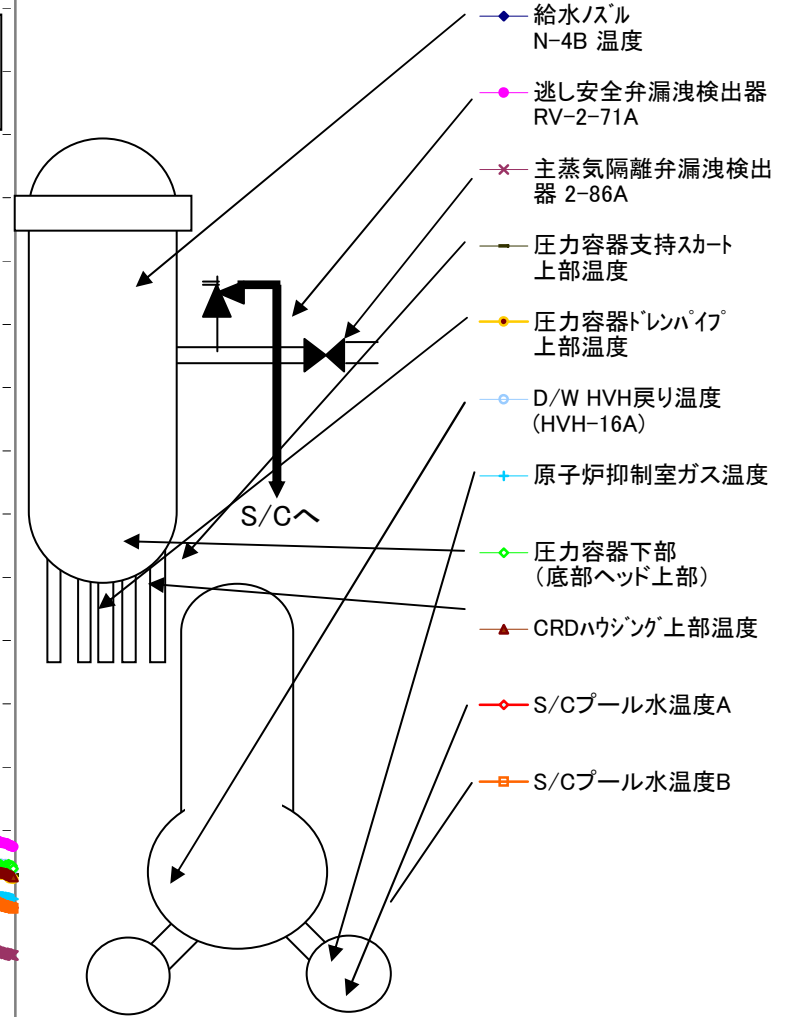 給水ノズル
N-4B 温度
逃し安全弁漏洩検出器
RV-2-71A
主蒸気隔離弁漏洩検出
器 2-86A
圧力容器支持スカート
上部温度
圧力容器ドレンパイプ
上部温度
D/W HVH戻り温度
(HVH-16A)
原子炉抑制室ガス温度
S/Cへ
圧力容器下部
（底部ヘッド上部）
CRDハウジング上部温度
S/Cプール水温度A
S/Cプール水温度B